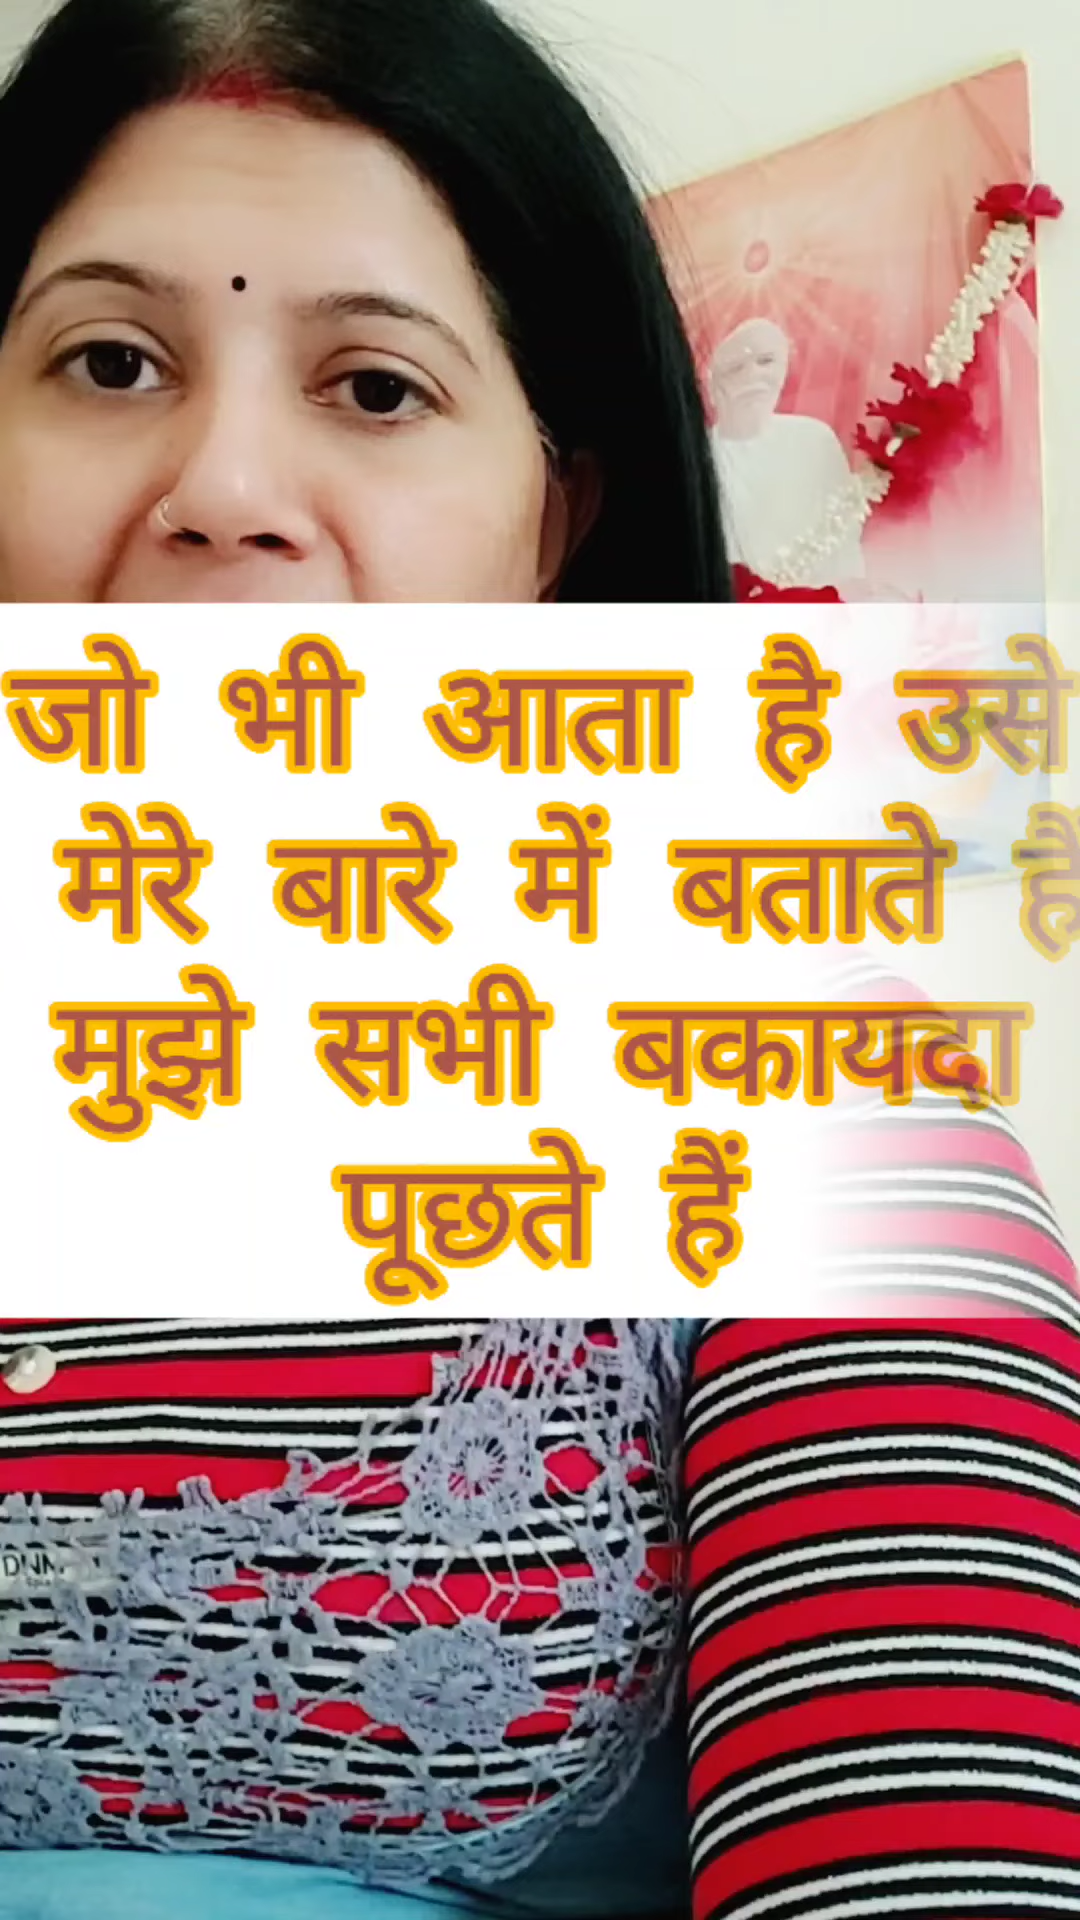 जो भी आता है उसे
मेरे बारे में बताते हैं
मुझे सभी बकायदा
पूछते हैं